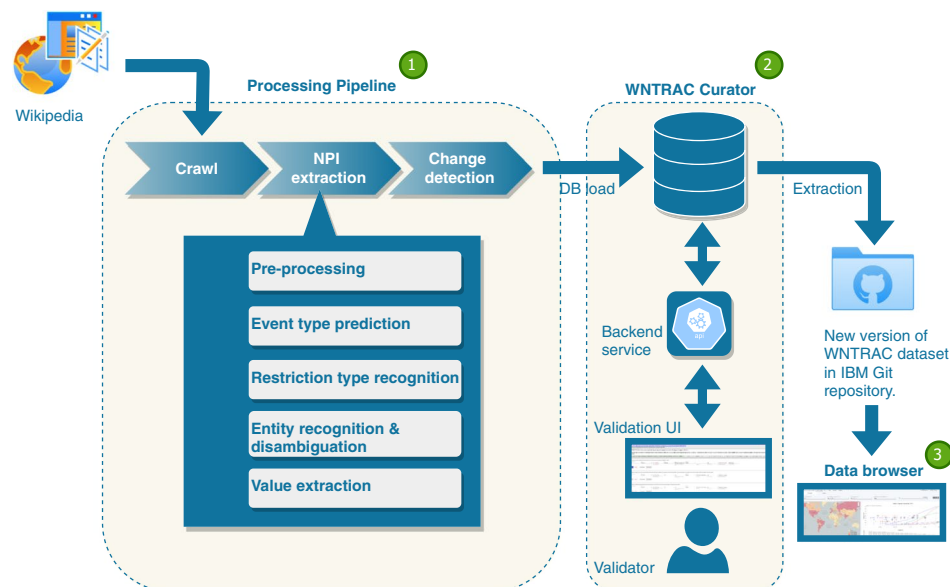 Wikipedia
1
Processing Pipeline
Crawl
NPI
extraction
Change
detection
Pre-processing
Event type prediction
Restriction type recognition
Entity recognition &
disambiguation
Value extraction
DB load
2
WNTRAC Curator
Backend
service
api
Validation UI
Validator
Extraction
New version of
WNTRAC dataset
in IBM Git
repository.
3
Data browser